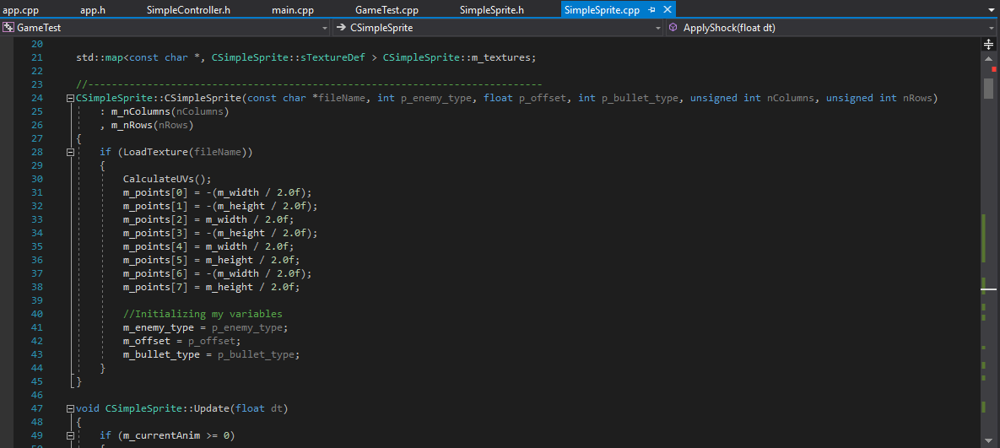 app.cpp app.h SimpleController.h main.cpp GameTest.cpp SimpleSprite.h SimpleSprite.cpp
GameTest CSimpleSprite ApplyShock(float dt)
20
21 std::map<const char *, CSimpleSprite::sTextureDef > CSimpleSprite::m_textures;
22
23 //-----------------------------------------------------------------------------
24 CSimpleSprite::CSimpleSprite(const char *fileName, int p_enemy_type, float p_offset, int p_bullet_type, unsigned int nColumns, unsigned int nRows)
25 : m_nColumns(nColumns)
26 , m_nRows(nRows)
27 {
28 if (LoadTexture(fileName))
29 {
30 CalculateUVs();
31 m_points[0] = -(m_width / 2.0f);
32 m_points[1] = -(m_height / 2.0f);
33 m_points[2] = m_width / 2.0f;
34 m_points[3] = -(m_height / 2.0f);
35 m_points[4] = m_width / 2.0f;
36 m_points[5] = m_height / 2.0f;
37 m_points[6] = -(m_width / 2.0f);
38 m_points[7] = m_height / 2.0f;
39
40 //Initializing my variables
41 m_enemy_type = p_enemy_type;
42 m_offset = p_offset;
43 m_bullet_type = p_bullet_type;
44 }
45 }
46
47 void CSimpleSprite::Update(float dt)
48 {
49 if (m_currentAnim >= 0)